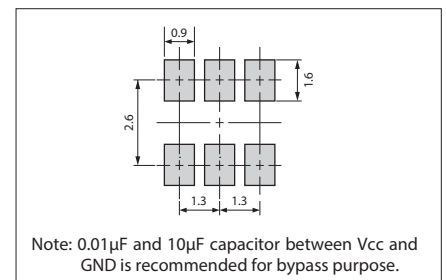 0.9
1.6
2.6
1.3 1.3
Note: 0.01µF and 10µF capacitor between Vcc and
GND is recommended for bypass purpose.